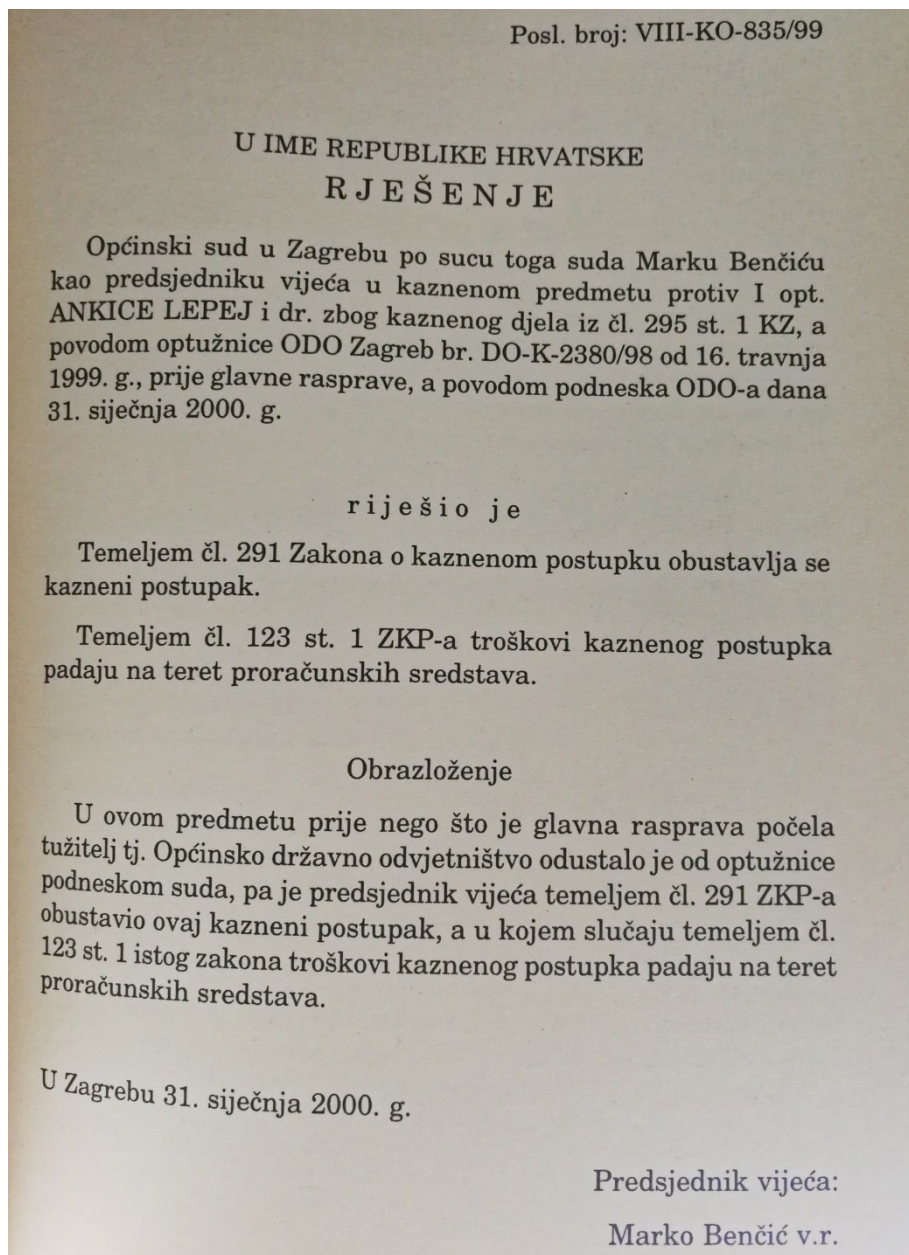 Posl. broj: VIII-KO-835/99
U IME REPUBLIKE HRVATSKE
R J E Š E N J E
Općinski sud u Zagrebu po sucu toga suda Marku Benčiću
kao predsjedniku vijeća u kaznenom predmetu protiv I opt.
ANKICE LEPEJ i dr. zbog kaznenog djela iz čl. 295 st. 1 KZ, a
povodom optužnice ODO Zagreb br. DO-K-2380/98 od 16. travnja
1999. g., prije glavne rasprave, a povodom podneska ODO-a dana
31. siječnja 2000. g.
r i j e š i o  j e
Temeljem čl. 291 Zakona o kaznenom postupku obustavlja se
kazneni postupak.
Temeljem čl. 123 st. 1 ZKP-a troškovi kaznenog postupka
padaju na teret proračunskih sredstava.
Obrazloženje
U ovom predmetu prije nego što je glavna rasprava počela
tužitelj tj. Općinsko državno odvjetništvo odustalo je od optužnice
podneskom suda, pa je predsjednik vijeća temeljem čl. 291 ZKP-a
obustavio ovaj kazneni postupak, a u kojem slučaju temeljem čl.
123 st. 1 istog zakona troškovi kaznenog postupka padaju na teret
proračunskih sredstava.
U Zagrebu 31. siječnja 2000. g.
Predsjednik vijeća:
Marko Benčić v.r.